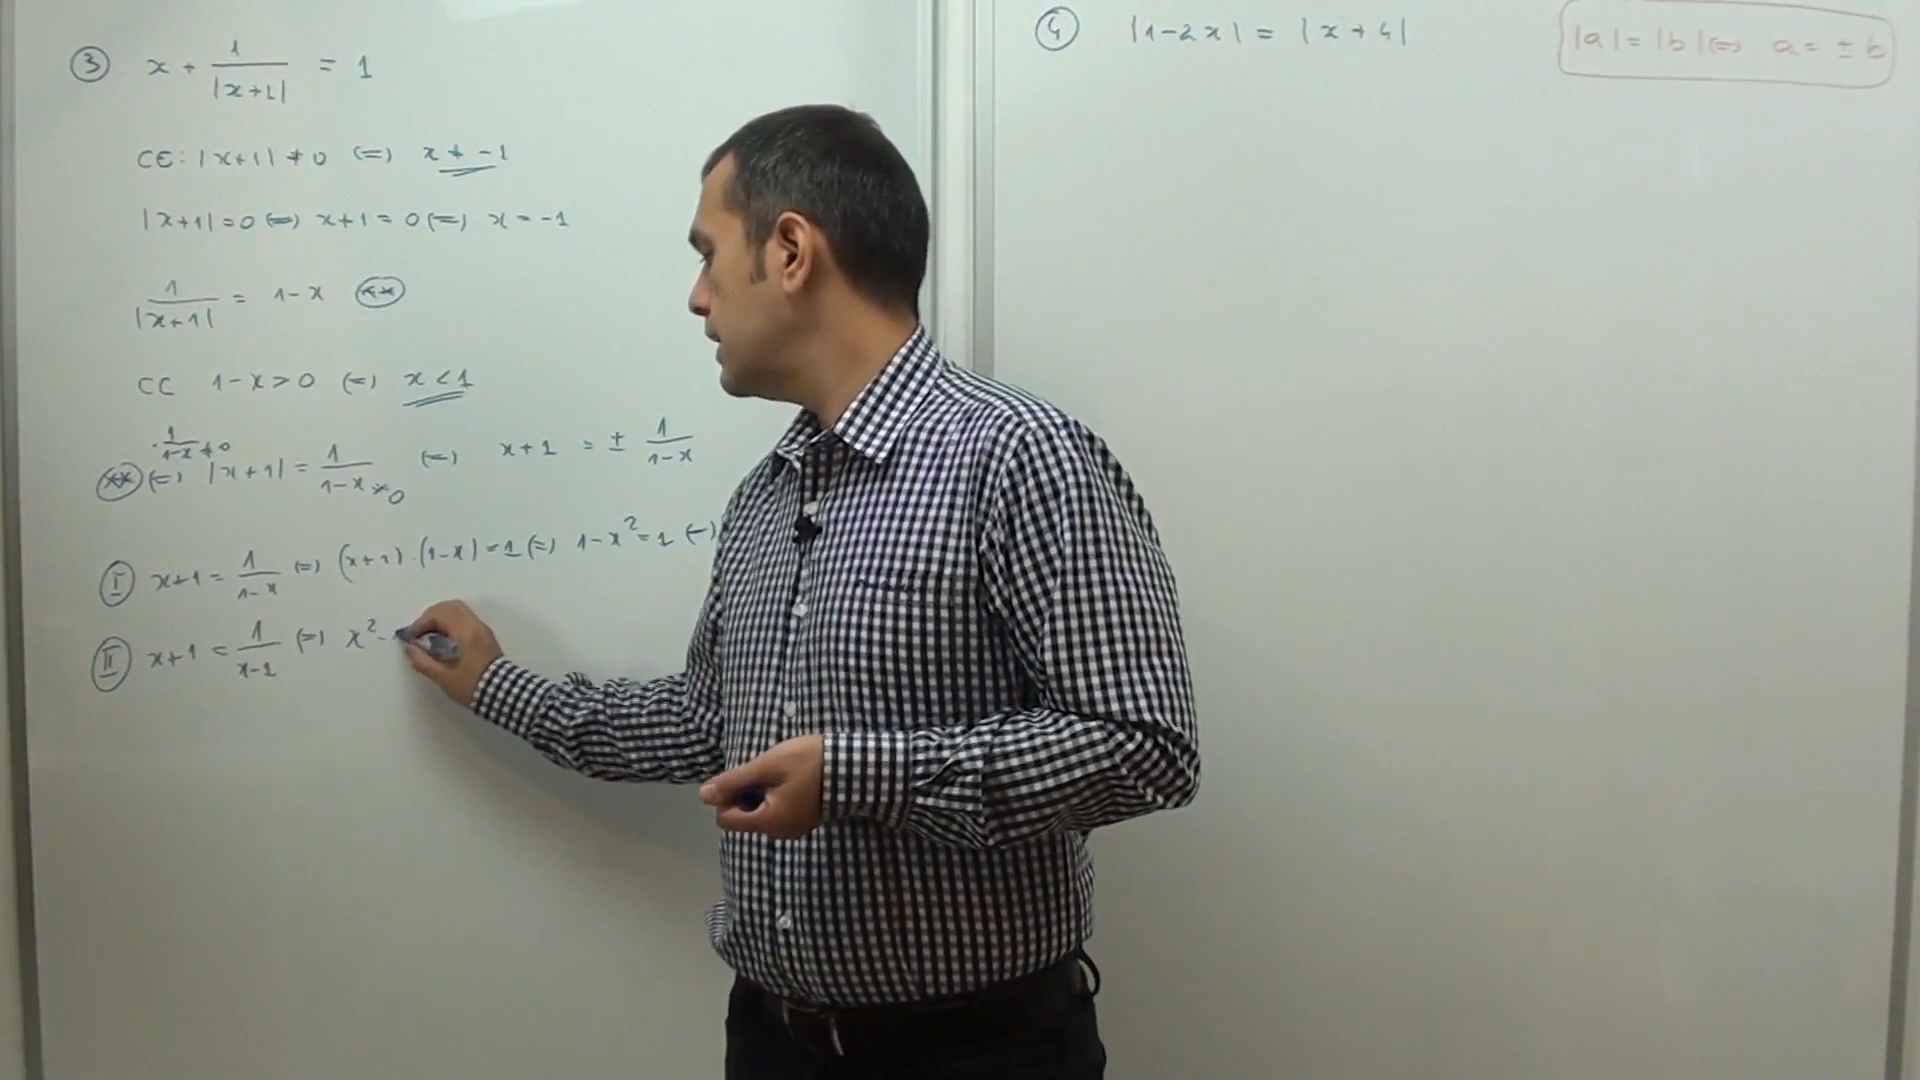 ③ x + 1/|x+1| = 1
CE: |x+1| ≠ 0 (=) x ≠ -1
|x+1| = 0 (=) x+1 = 0 (=) x = -1
1/|x+1| = 1-x (**)
CC 1-x > 0 (=) x < 1
· 1/(1-x) ≠ 0
(**) (=) |x+1| = 1/(1-x) ≠0 (=) x+1 = ± 1/(1-x)
Ⓘ x+1 = 1/(1-x) (=) (x+1)·(1-x) = 1 (=) 1-x² = 1 (=)
Ⅱ x+1 = 1/(x-1) (=) x² -
④ |1-2x| = |x+4|
|a| = |b| (=) a = ± b